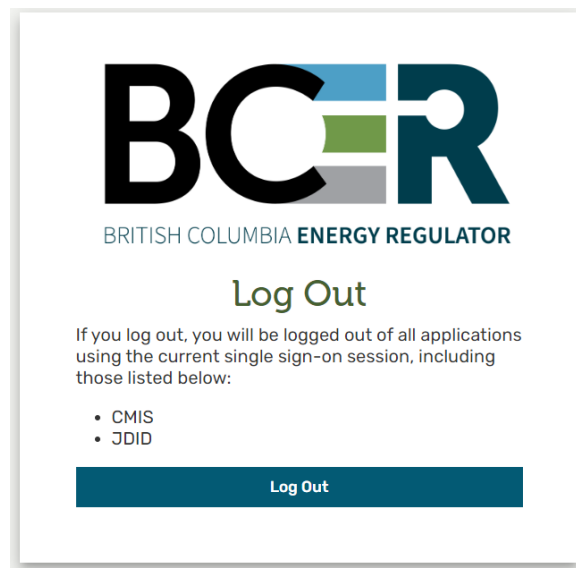 BCER
BRITISH COLUMBIA ENERGY REGULATOR
Log Out
If you log out, you will be logged out of all applications
using the current single sign-on session, including
those listed below:
• CMIS
• JDID
Log Out